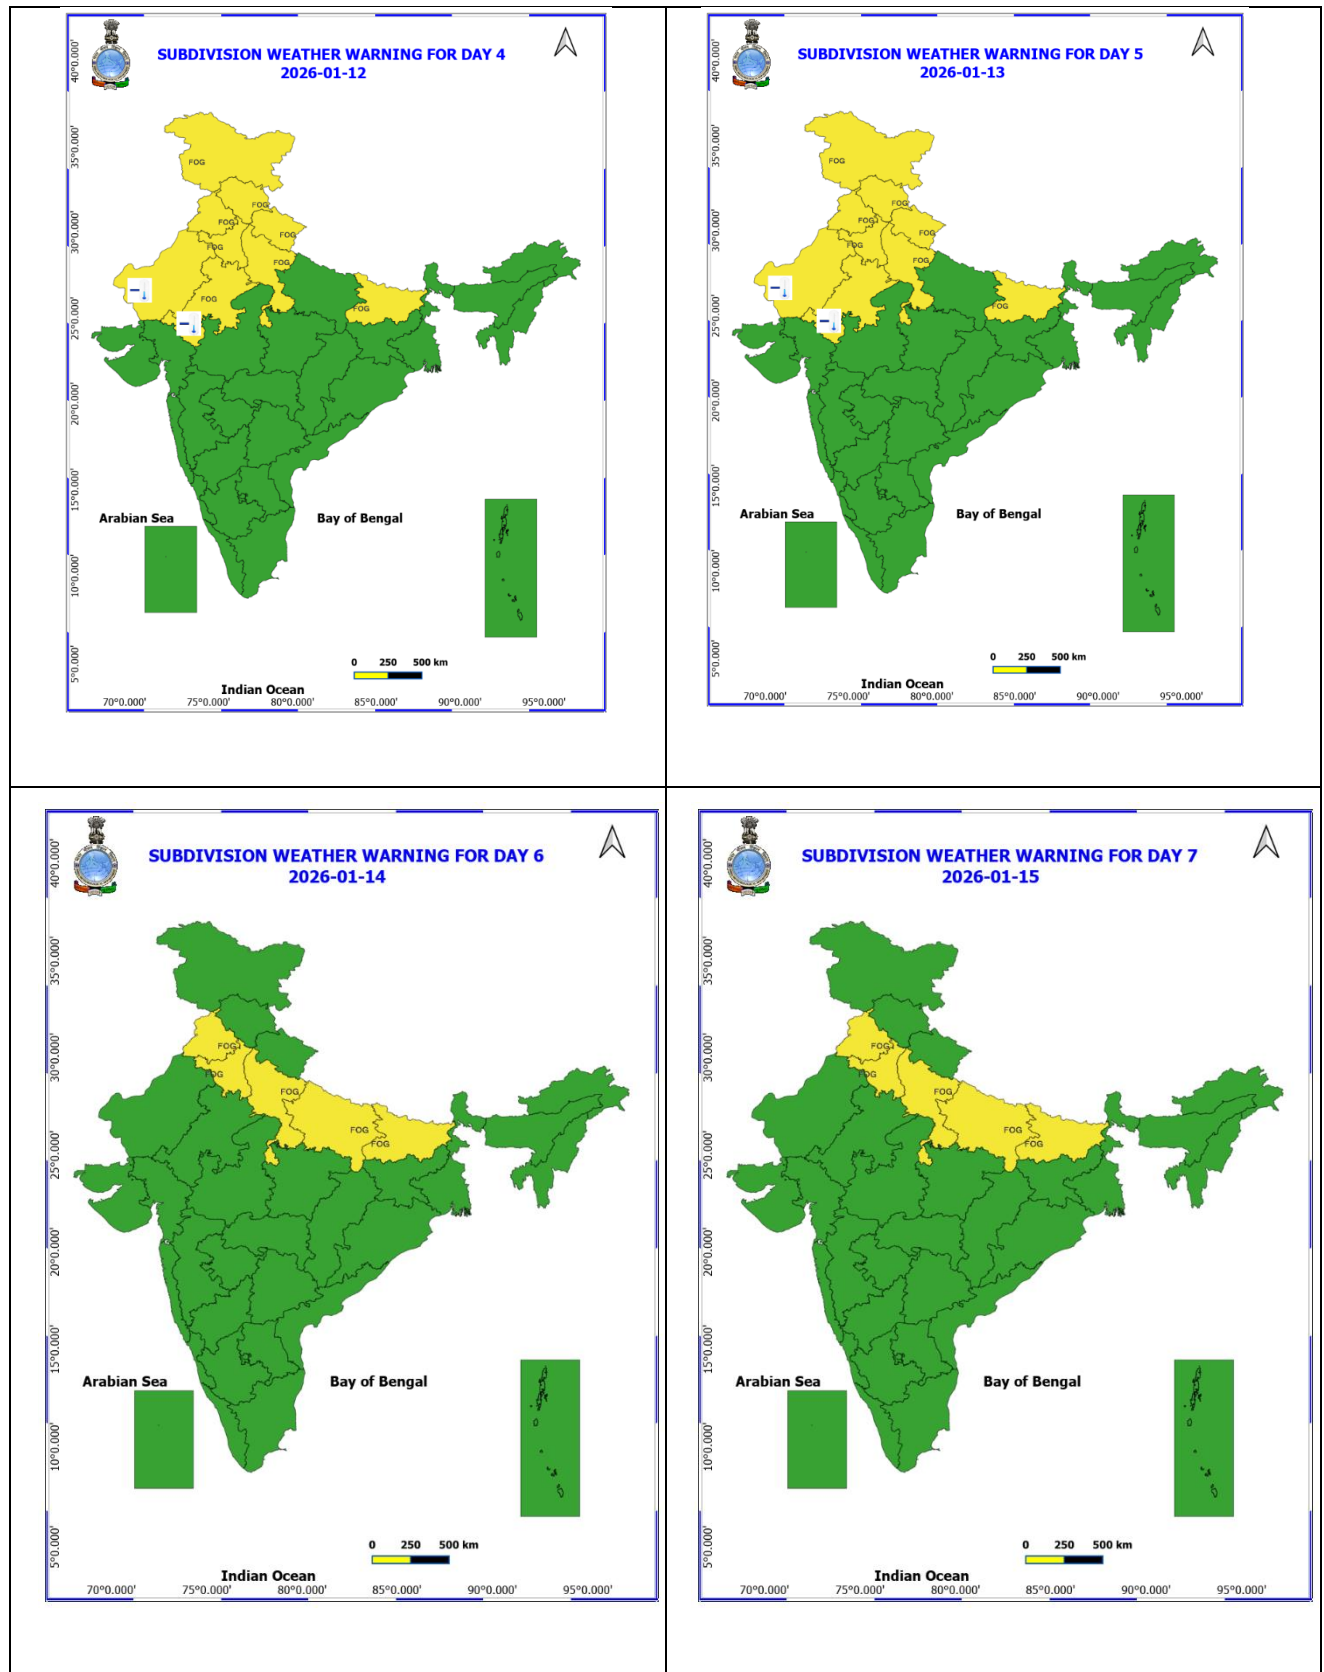 SUBDIVISION WEATHER WARNING FOR DAY 4
2026-01-12
40°0.000'
35°0.000'
30°0.000'
25°0.000'
20°0.000'
15°0.000'
10°0.000'
5°0.000'
FOG
FOG
FOG
FOG
FOG
FOG
FOG
FOG
Arabian Sea
Bay of Bengal
0 250 500 km
Indian Ocean
70°0.000' 75°0.000' 80°0.000' 85°0.000' 90°0.000' 95°0.000'
SUBDIVISION WEATHER WARNING FOR DAY 5
2026-01-13
40°0.000'
35°0.000'
30°0.000'
25°0.000'
20°0.000'
15°0.000'
10°0.000'
5°0.000'
FOG
FOG
FOG
FOG
FOG
FOG
FOG
Arabian Sea
Bay of Bengal
0 250 500 km
Indian Ocean
70°0.000' 75°0.000' 80°0.000' 85°0.000' 90°0.000' 95°0.000'
SUBDIVISION WEATHER WARNING FOR DAY 6
2026-01-14
40°0.000'
35°0.000'
30°0.000'
25°0.000'
20°0.000'
15°0.000'
10°0.000'
5°0.000'
FOG
FOG
FOG
FOG
FOG
Arabian Sea
Bay of Bengal
0 250 500 km
Indian Ocean
70°0.000' 75°0.000' 80°0.000' 85°0.000' 90°0.000' 95°0.000'
SUBDIVISION WEATHER WARNING FOR DAY 7
2026-01-15
40°0.000'
35°0.000'
30°0.000'
25°0.000'
20°0.000'
15°0.000'
10°0.000'
5°0.000'
FOG
FOG
FOG
FOG
FOG
Arabian Sea
Bay of Bengal
0 250 500 km
Indian Ocean
70°0.000' 75°0.000' 80°0.000' 85°0.000' 90°0.000' 95°0.000'